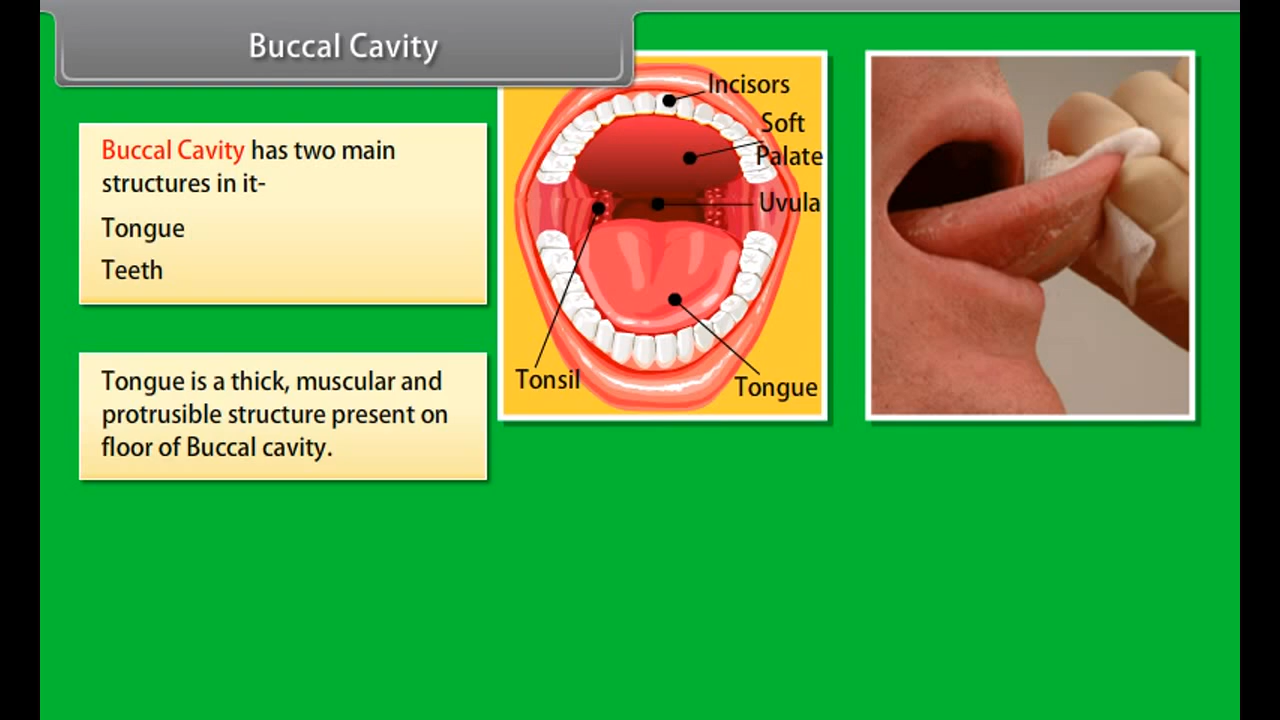 Buccal Cavity
Buccal Cavity has two main
structures in it-
Tongue
Teeth
Tongue is a thick, muscular and
protrusible structure present on
floor of Buccal cavity.
Incisors
Soft
Palate
Uvula
Tonsil
Tongue